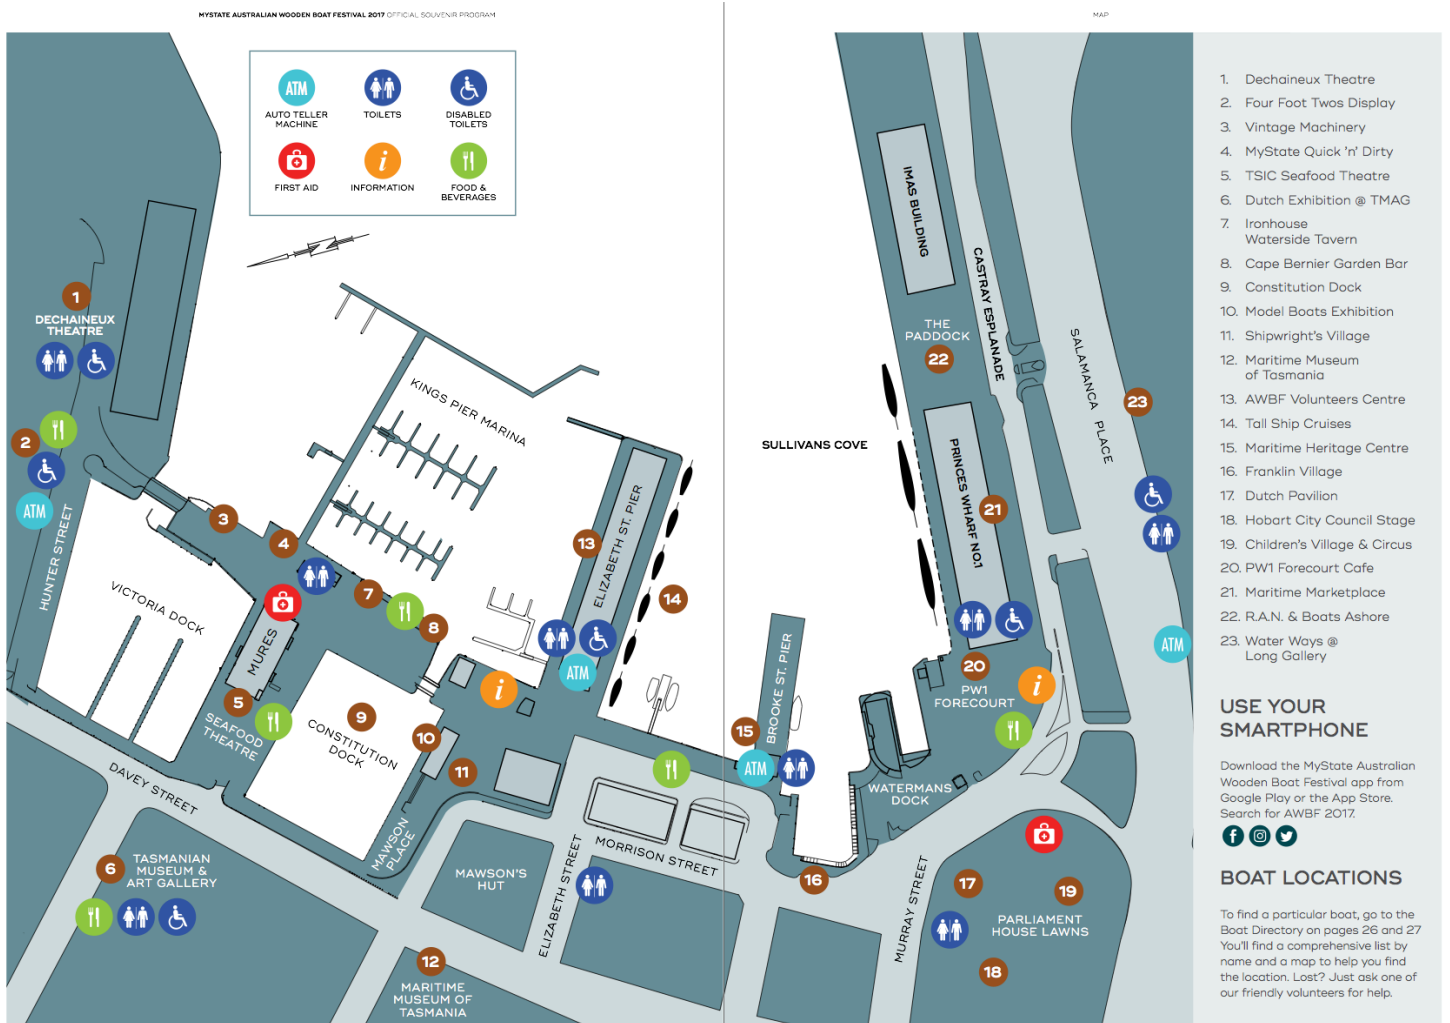 MYSTATE AUSTRALIAN WOODEN BOAT FESTIVAL 2017 OFFICIAL SOUVENIR PROGRAM
MAP
ATM
AUTO TELLER
MACHINE
TOILETS
DISABLED
TOILETS
FIRST AID
i
INFORMATION
FOOD &
BEVERAGES
1
DECHAINEUX
THEATRE
2
ATM
HUNTER STREET
3
4
VICTORIA DOCK
MURES
5
SEAFOOD
THEATRE
DAVEY STREET
6
TASMANIAN
MUSEUM &
ART GALLERY
KINGS PIER MARINA
7
8
9
CONSTITUTION
DOCK
10
11
MAWSON
PLACE
i
13
ELIZABETH ST. PIER
ATM
14
MAWSON'S
HUT
ELIZABETH STREET
MORRISON STREET
12
MARITIME
MUSEUM OF
TASMANIA
SULLIVANS COVE
15
BROOKE ST. PIER
ATM
16
WATERMANS
DOCK
MURRAY STREET
IMAS BUILDING
CASTRAY ESPLANADE
THE
PADDOCK
22
SALAMANCA PLACE
23
PRINCES WHARF NO.1
21
20
PW1
FORECOURT
i
ATM
17
19
PARLIAMENT
HOUSE LAWNS
18
1. Dechaineux Theatre
2. Four Foot Twos Display
3. Vintage Machinery
4. MyState Quick 'n' Dirty
5. TSIC Seafood Theatre
6. Dutch Exhibition @ TMAG
7. Ironhouse
Waterside Tavern
8. Cape Bernier Garden Bar
9. Constitution Dock
10. Model Boats Exhibition
11. Shipwright's Village
12. Maritime Museum
of Tasmania
13. AWBF Volunteers Centre
14. Tall Ship Cruises
15. Maritime Heritage Centre
16. Franklin Village
17. Dutch Pavilion
18. Hobart City Council Stage
19. Children's Village & Circus
20. PW1 Forecourt Cafe
21. Maritime Marketplace
22. R.A.N. & Boats Ashore
23. Water Ways @
Long Gallery
USE YOUR
SMARTPHONE
Download the MyState Australian
Wooden Boat Festival app from
Google Play or the App Store.
Search for AWBF 2017.
BOAT LOCATIONS
To find a particular boat, go to the
Boat Directory on pages 26 and 27
You'll find a comprehensive list by
name and a map to help you find
the location. Lost? Just ask one of
our friendly volunteers for help.